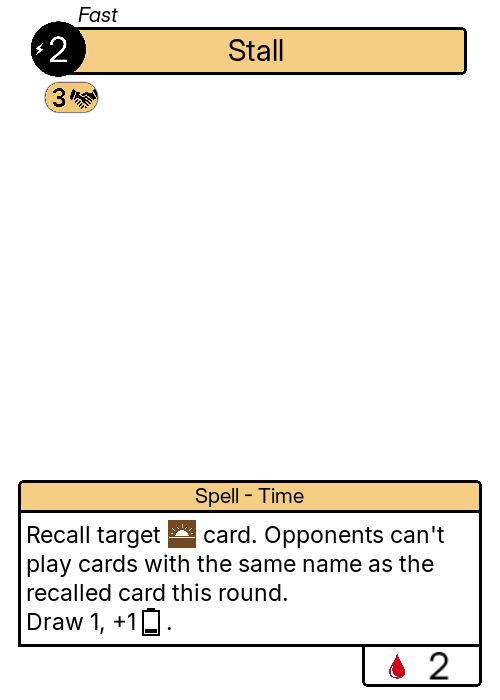 Fast
2
Stall
3
Spell - Time
Recall target card. Opponents can't
play cards with the same name as the
recalled card this round.
Draw 1, +1 .
2